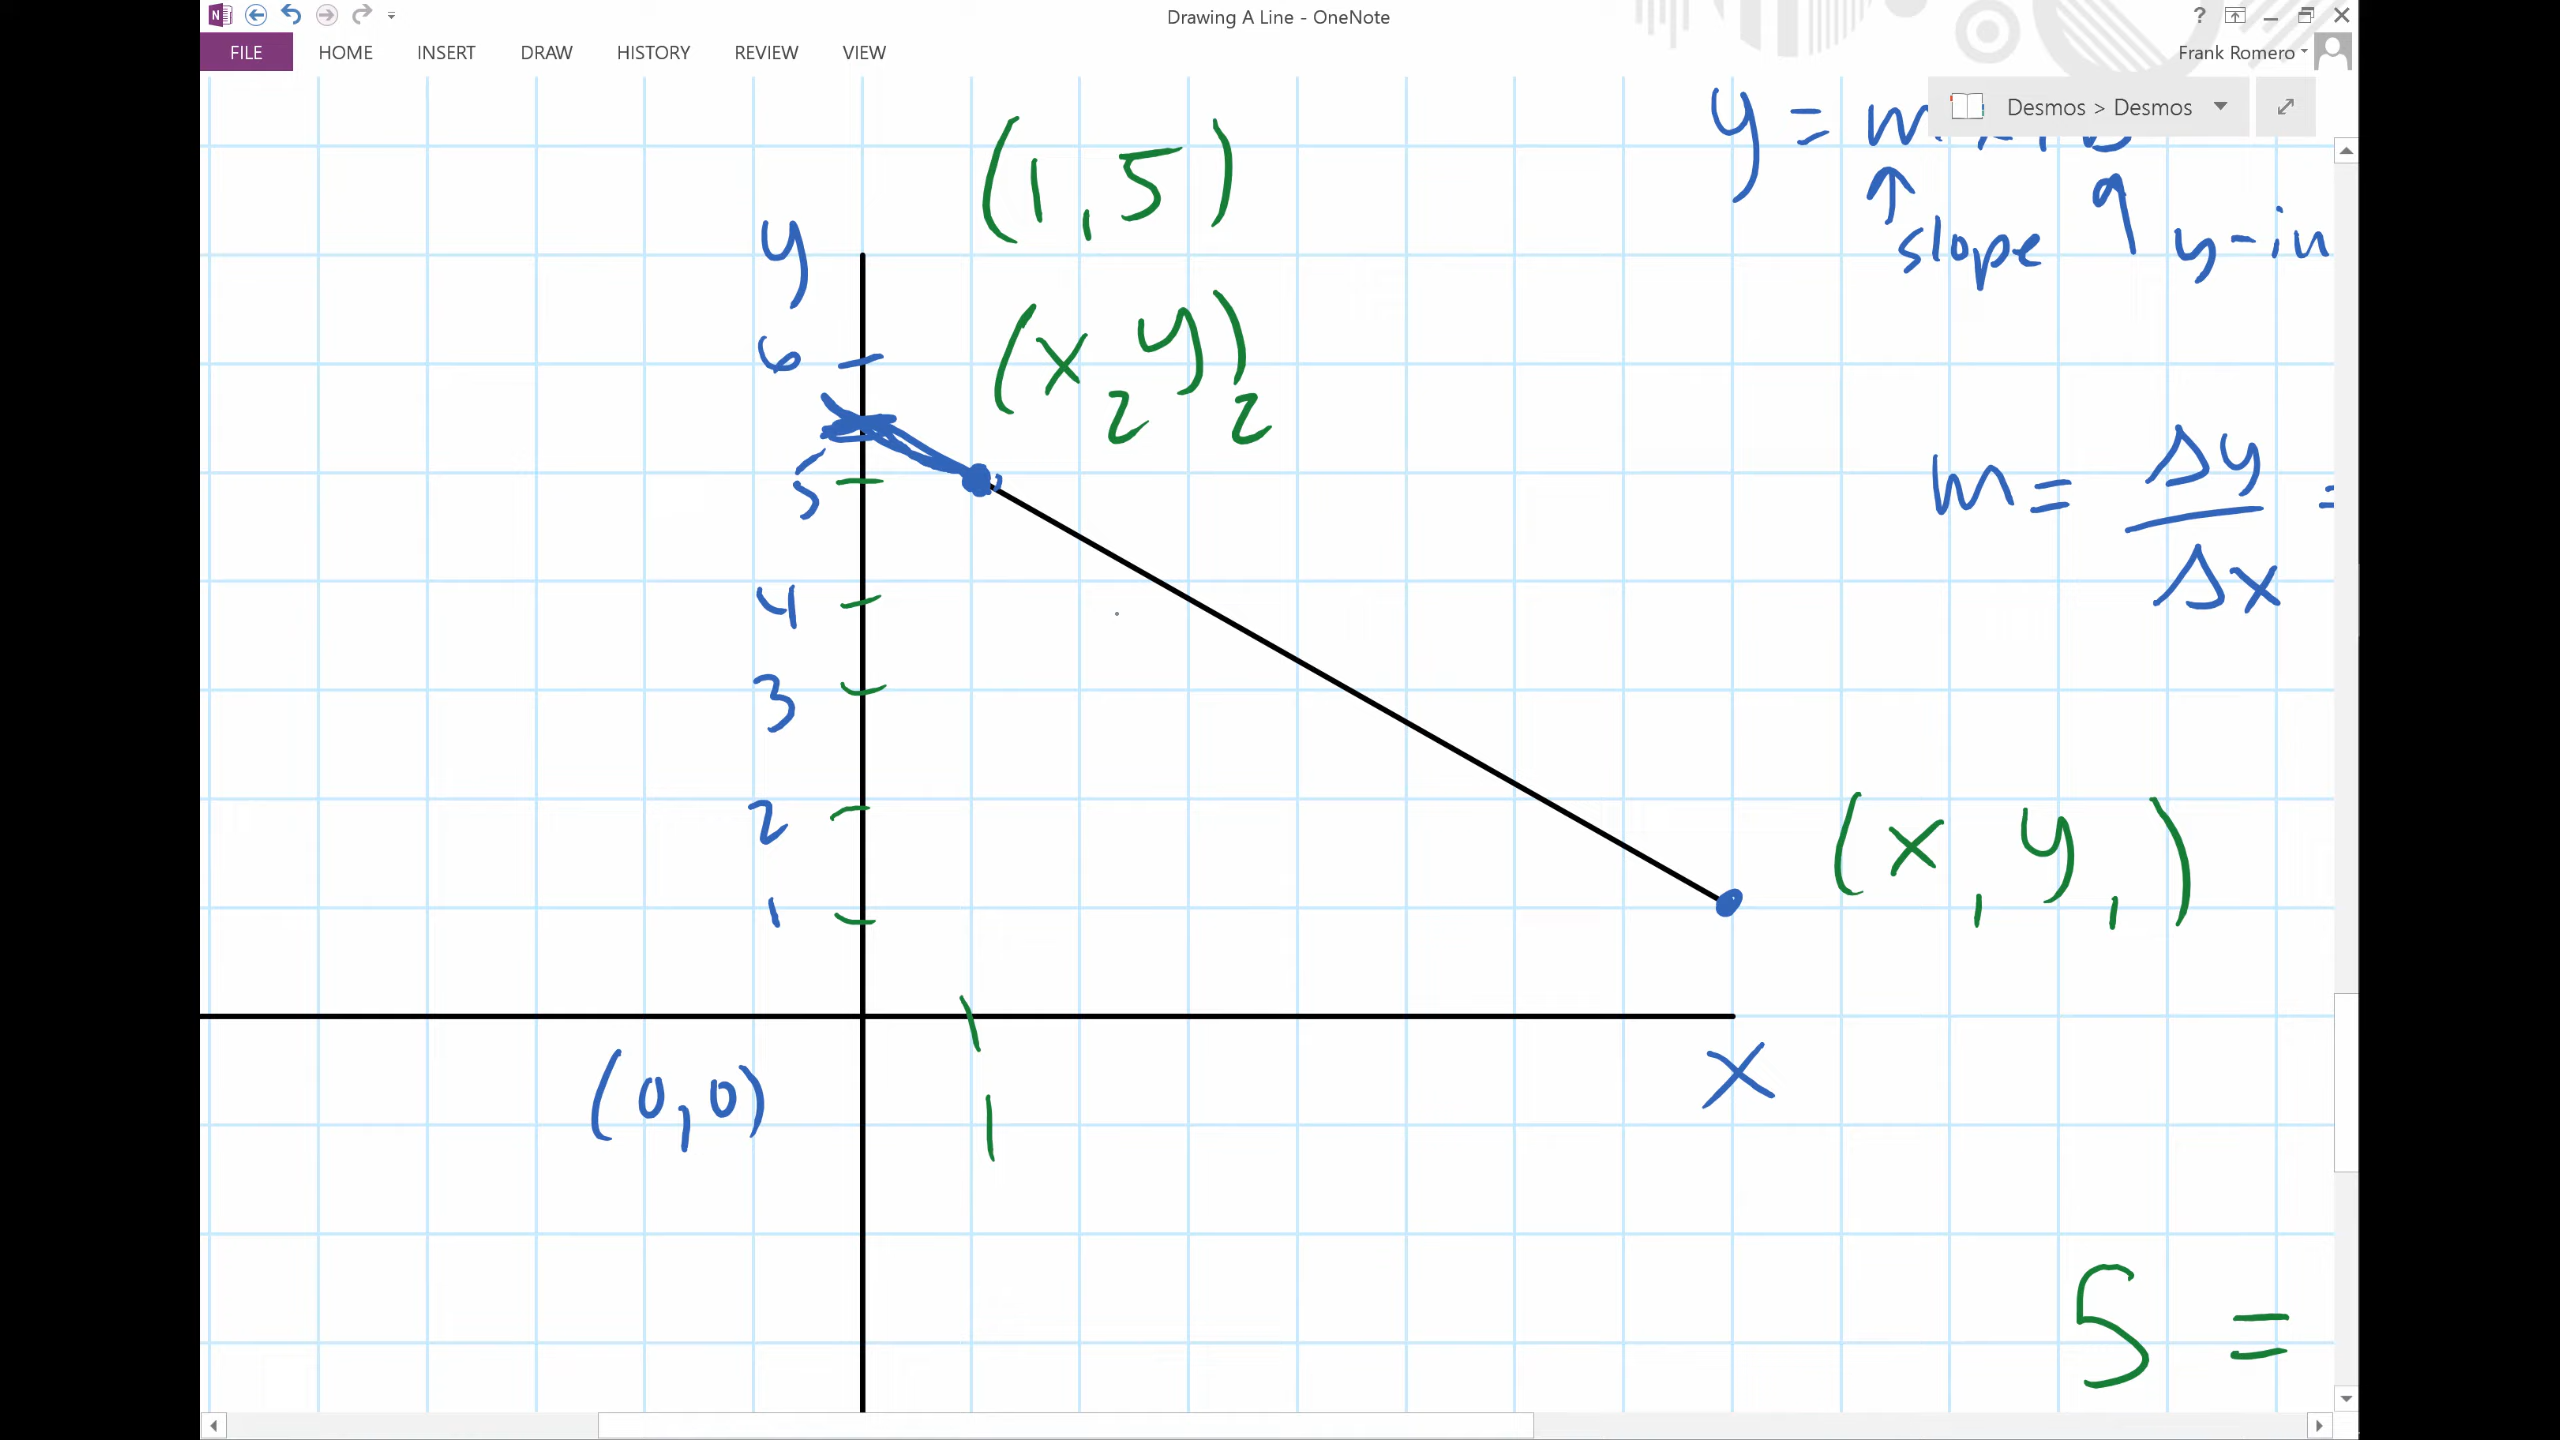 Drawing A Line - OneNote
?
FILE HOME INSERT DRAW HISTORY REVIEW VIEW
Frank Romero
Desmos > Desmos
y = m
slope
y-in
(1,5)
y
(x₂ y₂)
6
5
m = Δy/Δx =
4
3
2
1
(x₁ y₁)
(0,0)
1
x
5 =